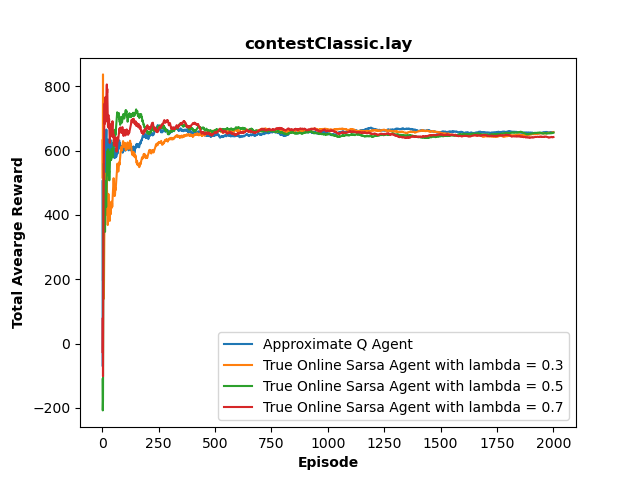 contestClassic.lay
Total Avearge Reward
800
600
400
200
0
−200
Approximate Q Agent
True Online Sarsa Agent with lambda = 0.3
True Online Sarsa Agent with lambda = 0.5
True Online Sarsa Agent with lambda = 0.7
0 250 500 750 1000 1250 1500 1750 2000
Episode